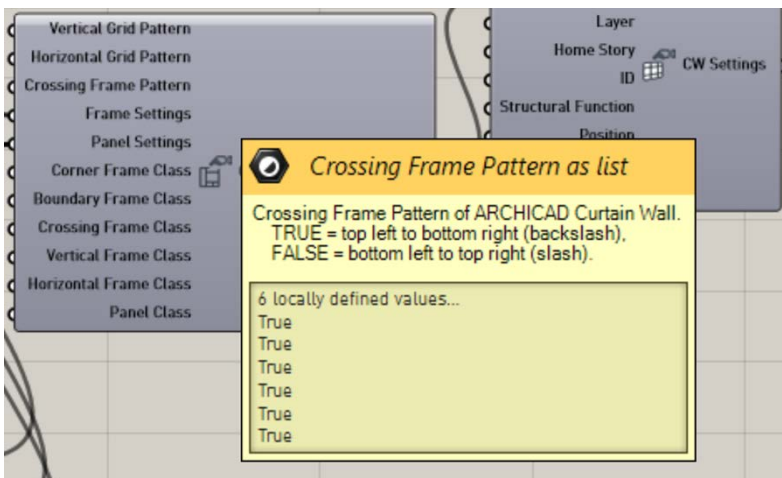 Vertical Grid Pattern
Horizontal Grid Pattern
Crossing Frame Pattern
Frame Settings
Panel Settings
Corner Frame Class
Boundary Frame Class
Crossing Frame Class
Vertical Frame Class
Horizontal Frame Class
Panel Class
Layer
Home Story
ID
Structural Function
Position
CW Settings
Crossing Frame Pattern as list
Crossing Frame Pattern of ARCHICAD Curtain Wall.
TRUE = top left to bottom right (backslash),
FALSE = bottom left to top right (slash).
6 locally defined values...
True
True
True
True
True
True